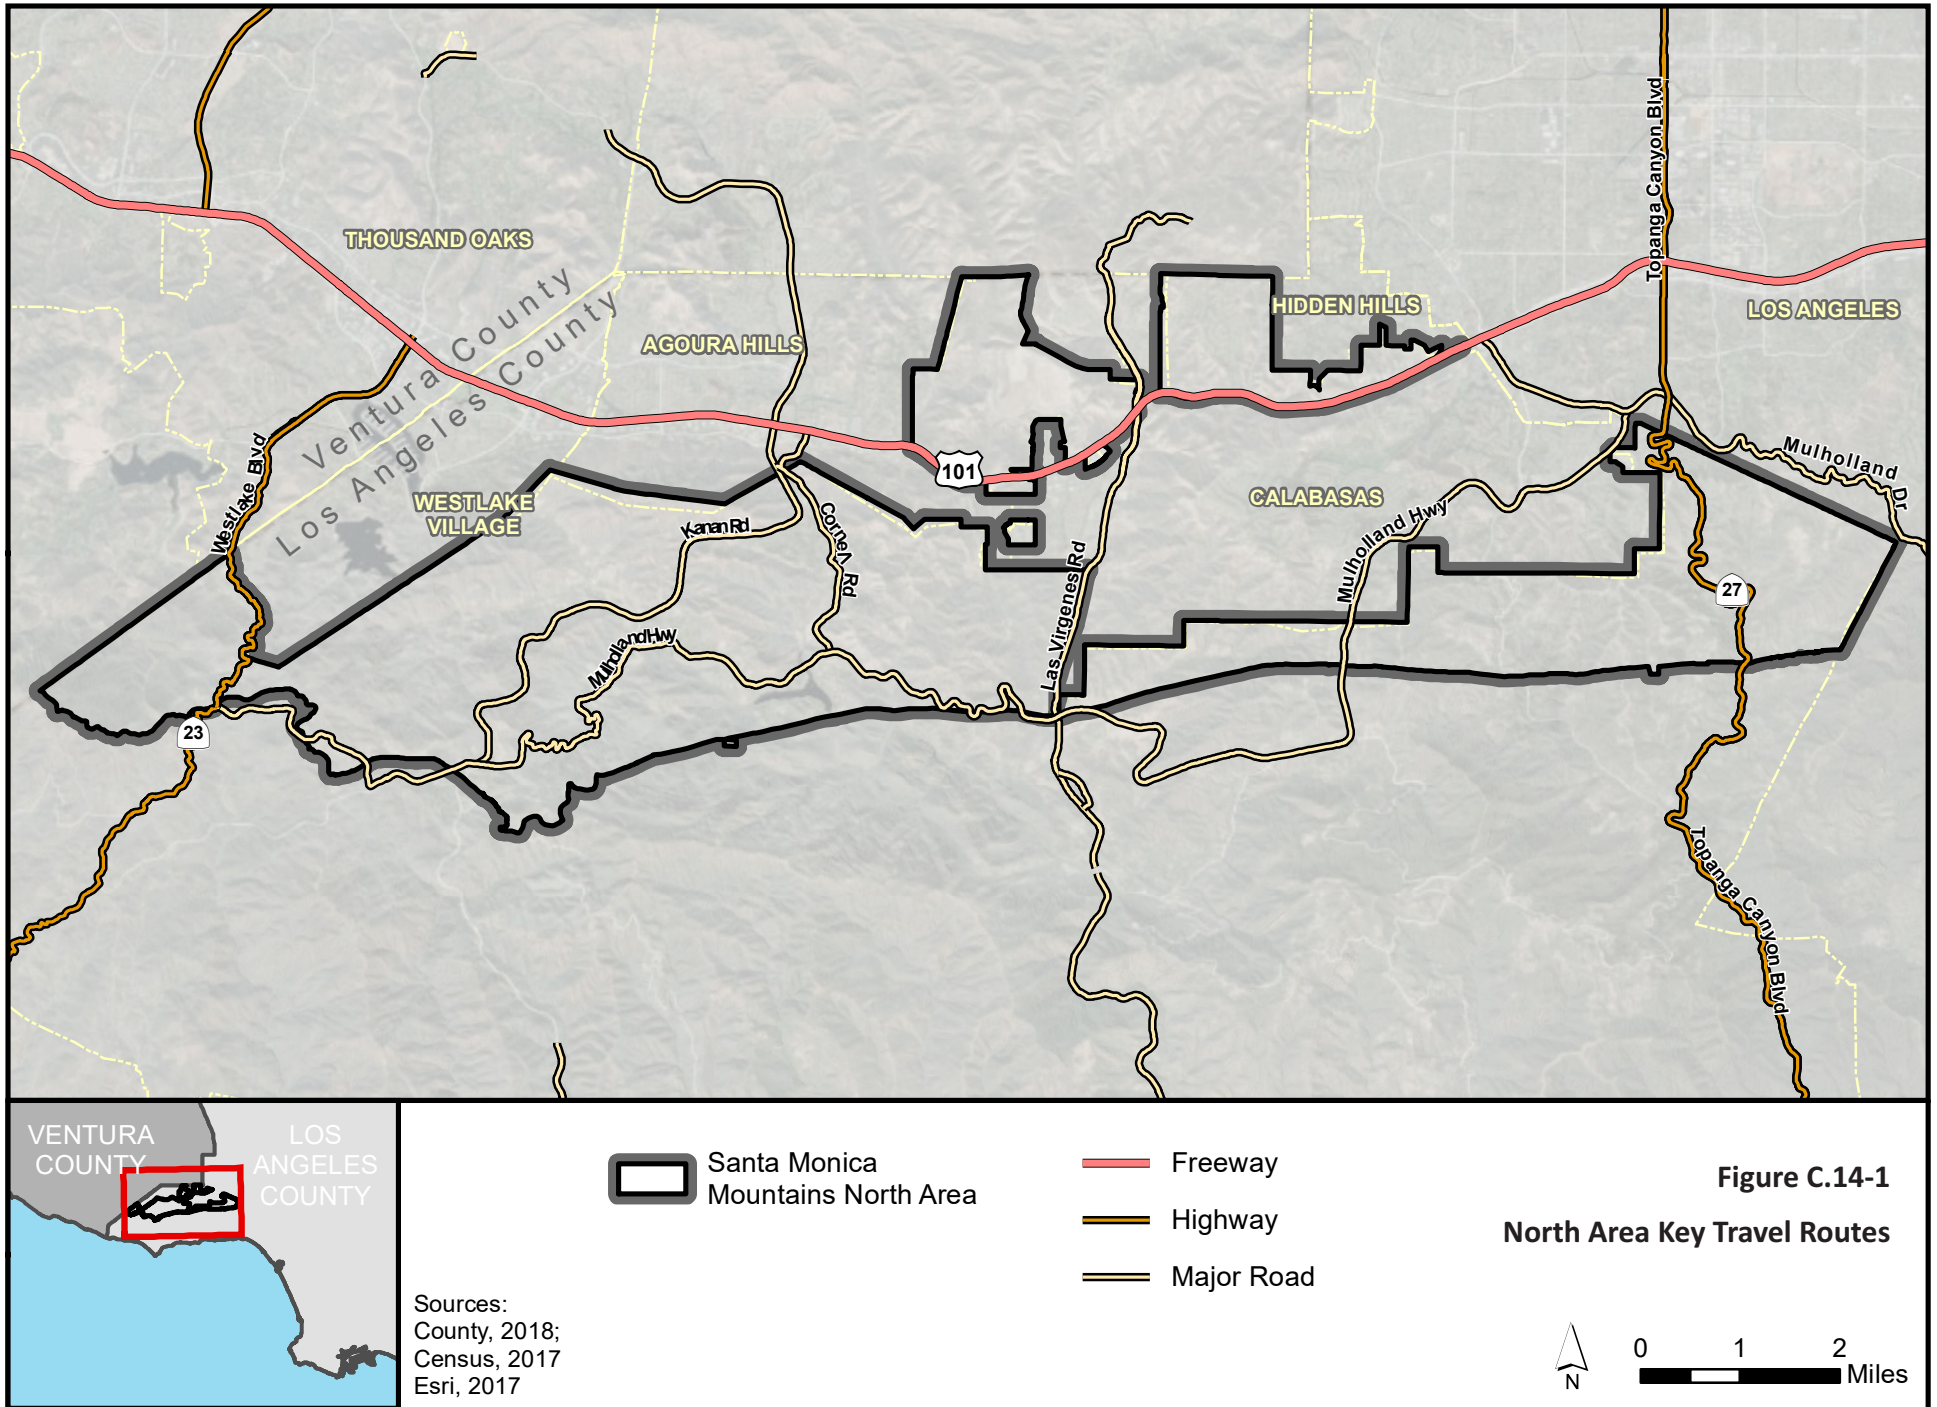 Topanga Canyon Blvd
THOUSAND OAKS
Ventura County
Los Angeles County
HIDDEN HILLS
LOS ANGELES
AGOURA HILLS
Westlake Blvd
101
Mulholland Dr
WESTLAKE
VILLAGE
CALABASAS
Kanan Rd
Cornell Rd
Mulholland Hwy
Las Virgenes Rd
27
Mulholland Hwy
23
Topanga Canyon Blvd
VENTURA
COUNTY
LOS
ANGELES
COUNTY
Sources:
County, 2018;
Census, 2017
Esri, 2017
Santa Monica
Mountains North Area
Freeway
Highway
Major Road
Figure C.14-1
North Area Key Travel Routes
N
0 1 2
Miles